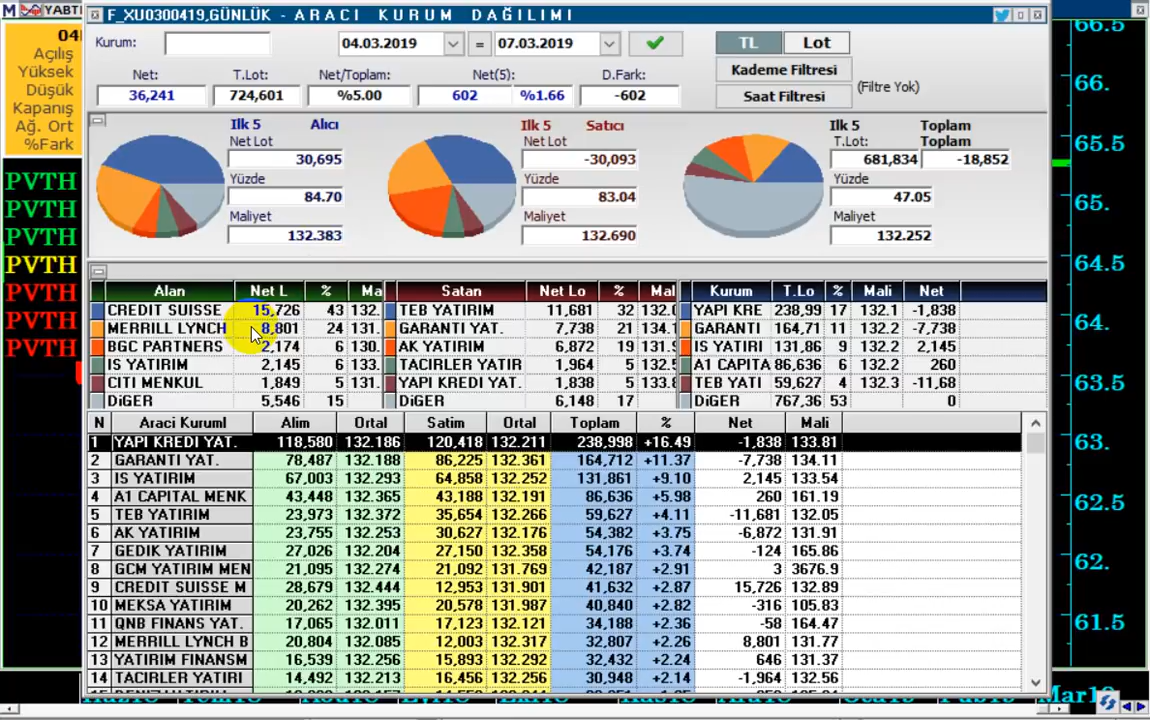 YABTI
F_XU0300419,GÜNLÜK - ARACI KURUM DAĞILIMI
04
Açılış
Yüksek
Düşük
Kapanış
Ağ. Ort
%Fark
PVTH
PVTH
PVTH
PVTH
PVTH
PVTH
PVTH
Kurum: 04.03.2019 = 07.03.2019 TL Lot
Kademe Filtresi (Filtre Yok)
Saat Filtresi
Net: T.Lot: Net/Toplam: Net(5): D.Fark:
36,241 724,601 %5.00 602 %1.66 -602
Ilk 5 Alıcı
Net Lot
30,695
Yüzde
84.70
Maliyet
132.383
Ilk 5 Satıcı
Net Lot
-30,093
Yüzde
83.04
Maliyet
132.690
Ilk 5 Toplam
T.Lot: Toplam
681,834 -18,852
Yüzde
47.05
Maliyet
132.252
Alan Net L % Ma Satan Net Lo % Mal Kurum T.Lo % Mali Net
CREDIT SUISSE 15,726 43 132. TEB YATIRIM 11,681 32 132.0 YAPI KRE 238,99 17 132.1 -1,838
MERRILL LYNCH 8,801 24 131. GARANTI YAT. 7,738 21 134.1 GARANTI 164,71 11 132.2 -7,738
BGC PARTNERS 2,174 6 130. AK YATIRIM 6,872 19 131.9 IS YATIRI 131,86 9 132.2 2,145
IS YATIRIM 2,145 6 133. TACIRLER YATIR 1,964 5 132.5 A1 CAPITA 86,636 6 132.2 260
CITI MENKUL 1,849 5 131. YAPI KREDI YAT. 1,838 5 133.8 TEB YATI 59,627 4 132.3 -11,68
DiGER 5,546 15 DiGER 6,148 17 DiGER 767,36 53 0
N Araci Kuruml Alim Ortal Satim Ortal Toplam % Net Mali
1 YAPI KREDI YAT. 118,580 132.186 120,418 132.211 238,998 +16.49 -1,838 133.81
2 GARANTI YAT. 78,487 132.188 86,225 132.361 164,712 +11.37 -7,738 134.11
3 IS YATIRIM 67,003 132.293 64,858 132.252 131,861 +9.10 2,145 133.54
4 A1 CAPITAL MENK 43,448 132.365 43,188 132.191 86,636 +5.98 260 161.19
5 TEB YATIRIM 23,973 132.372 35,654 132.266 59,627 +4.11 -11,681 132.05
6 AK YATIRIM 23,755 132.253 30,627 132.176 54,382 +3.75 -6,872 131.91
7 GEDIK YATIRIM 27,026 132.204 27,150 132.358 54,176 +3.74 -124 165.86
8 GCM YATIRIM MEN 21,095 132.274 21,092 131.769 42,187 +2.91 3 3676.9
9 CREDIT SUISSE M 28,679 132.444 12,953 131.901 41,632 +2.87 15,726 132.89
10 MEKSA YATIRIM 20,262 132.395 20,578 131.987 40,840 +2.82 -316 105.83
11 QNB FINANS YAT. 17,065 132.011 17,123 132.121 34,188 +2.36 -58 164.47
12 MERRILL LYNCH B 20,804 132.085 12,003 132.317 32,807 +2.26 8,801 131.77
13 YATIRIM FINANSM 16,539 132.256 15,893 132.292 32,432 +2.24 646 131.37
14 TACIRLER YATIRI 14,492 132.213 16,456 132.256 30,948 +2.14 -1,964 132.56
66.5
66.
65.5
65.
64.5
64.
63.5
63.
62.5
62.
61.5
Mar19